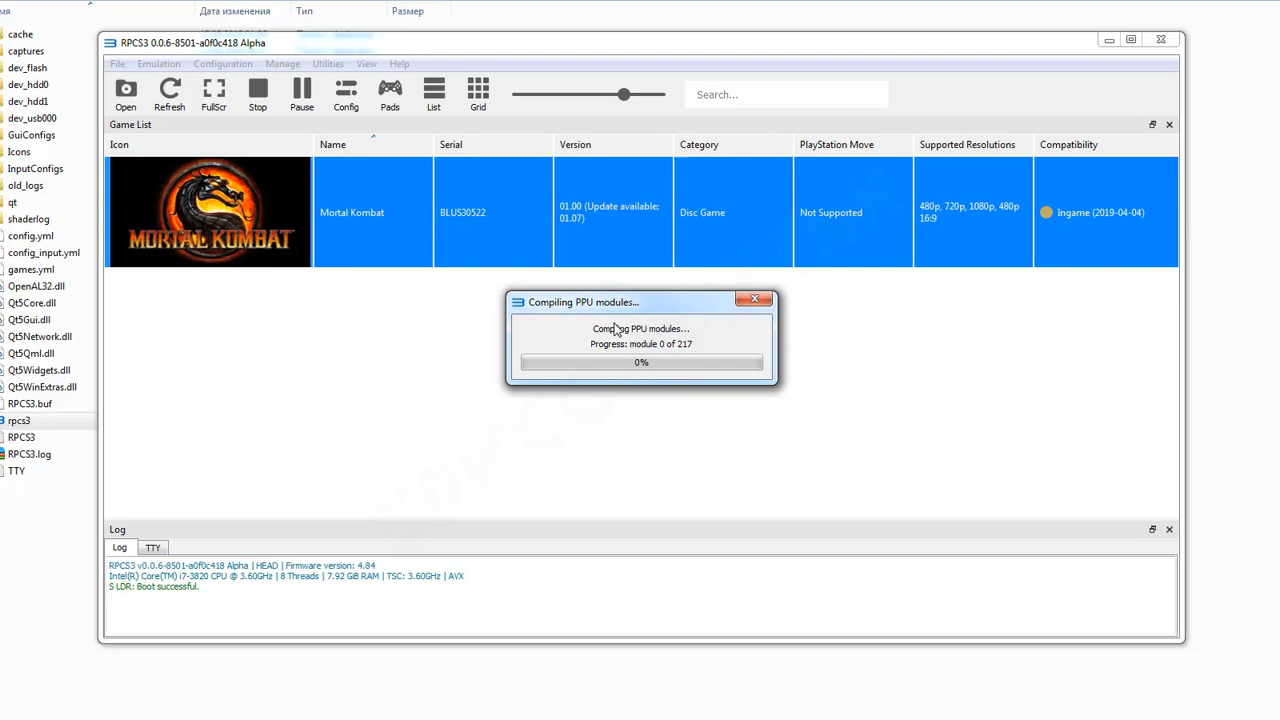 мя
Дата изменения
Тип
Размер
cache
captures
dev_flash
dev_hdd0
dev_hdd1
dev_usb000
GuiConfigs
Icons
InputConfigs
old_logs
qt
shaderlog
config.yml
config_input.yml
games.yml
OpenAL32.dll
Qt5Core.dll
Qt5Gui.dll
Qt5Network.dll
Qt5Qml.dll
Qt5Widgets.dll
Qt5WinExtras.dll
RPCS3.buf
rpcs3
RPCS3
RPCS3.log
TTY
RPCS3 0.0.6-8501-a0f0c418 Alpha
File Emulation Configuration Manage Utilities View Help
Open Refresh FullScr Stop Pause Config Pads List Grid
Search...
Game List
Icon Name Serial Version Category PlayStation Move Supported Resolutions Compatibility
MORTAL KOMBAT
Mortal Kombat
BLUS30522
01.00 (Update available:
01.07)
Disc Game
Not Supported
480p, 720p, 1080p, 480p
16:9
Ingame (2019-04-04)
Compiling PPU modules...
Compiling PPU modules...
Progress: module 0 of 217
0%
Log
Log TTY
RPCS3 v0.0.6-8501-a0f0c418 Alpha | HEAD | Firmware version: 4.84
Intel(R) Core(TM) i7-3820 CPU @ 3.60GHz | 8 Threads | 7.92 GiB RAM | TSC: 3.60GHz | AVX
S LDR: Boot successful.